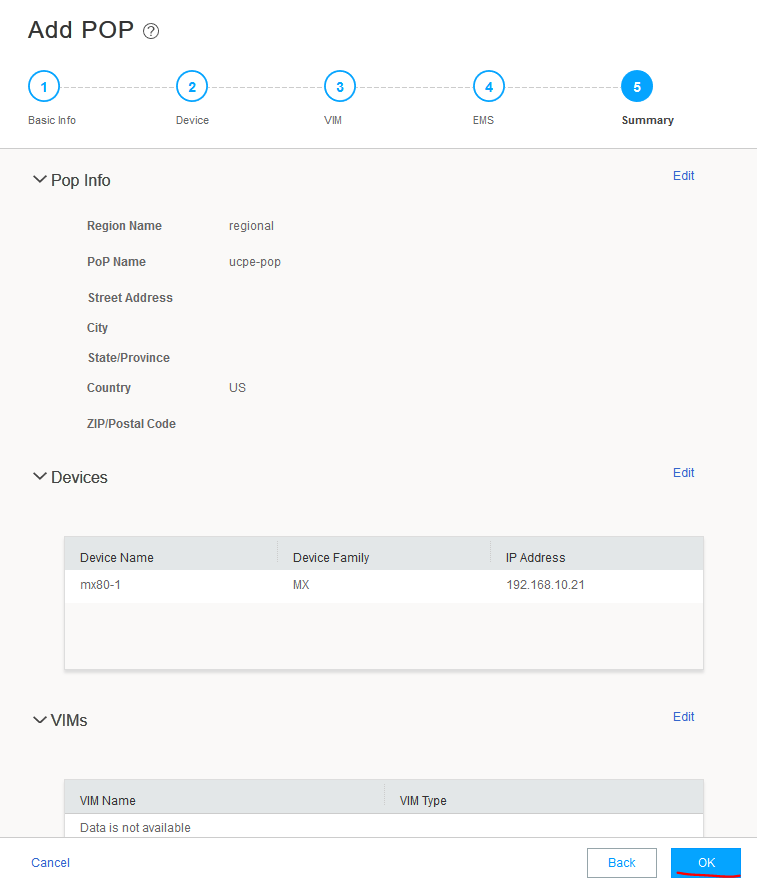 Add POP ?
1 2 3 4 5
Basic Info Device VIM EMS Summary
Pop Info Edit
Region Name regional
PoP Name ucpe-pop
Street Address
City
State/Province
Country US
ZIP/Postal Code
Devices Edit
Device Name Device Family IP Address
mx80-1 MX 192.168.10.21
VIMs Edit
VIM Name VIM Type
Data is not available
Cancel Back OK